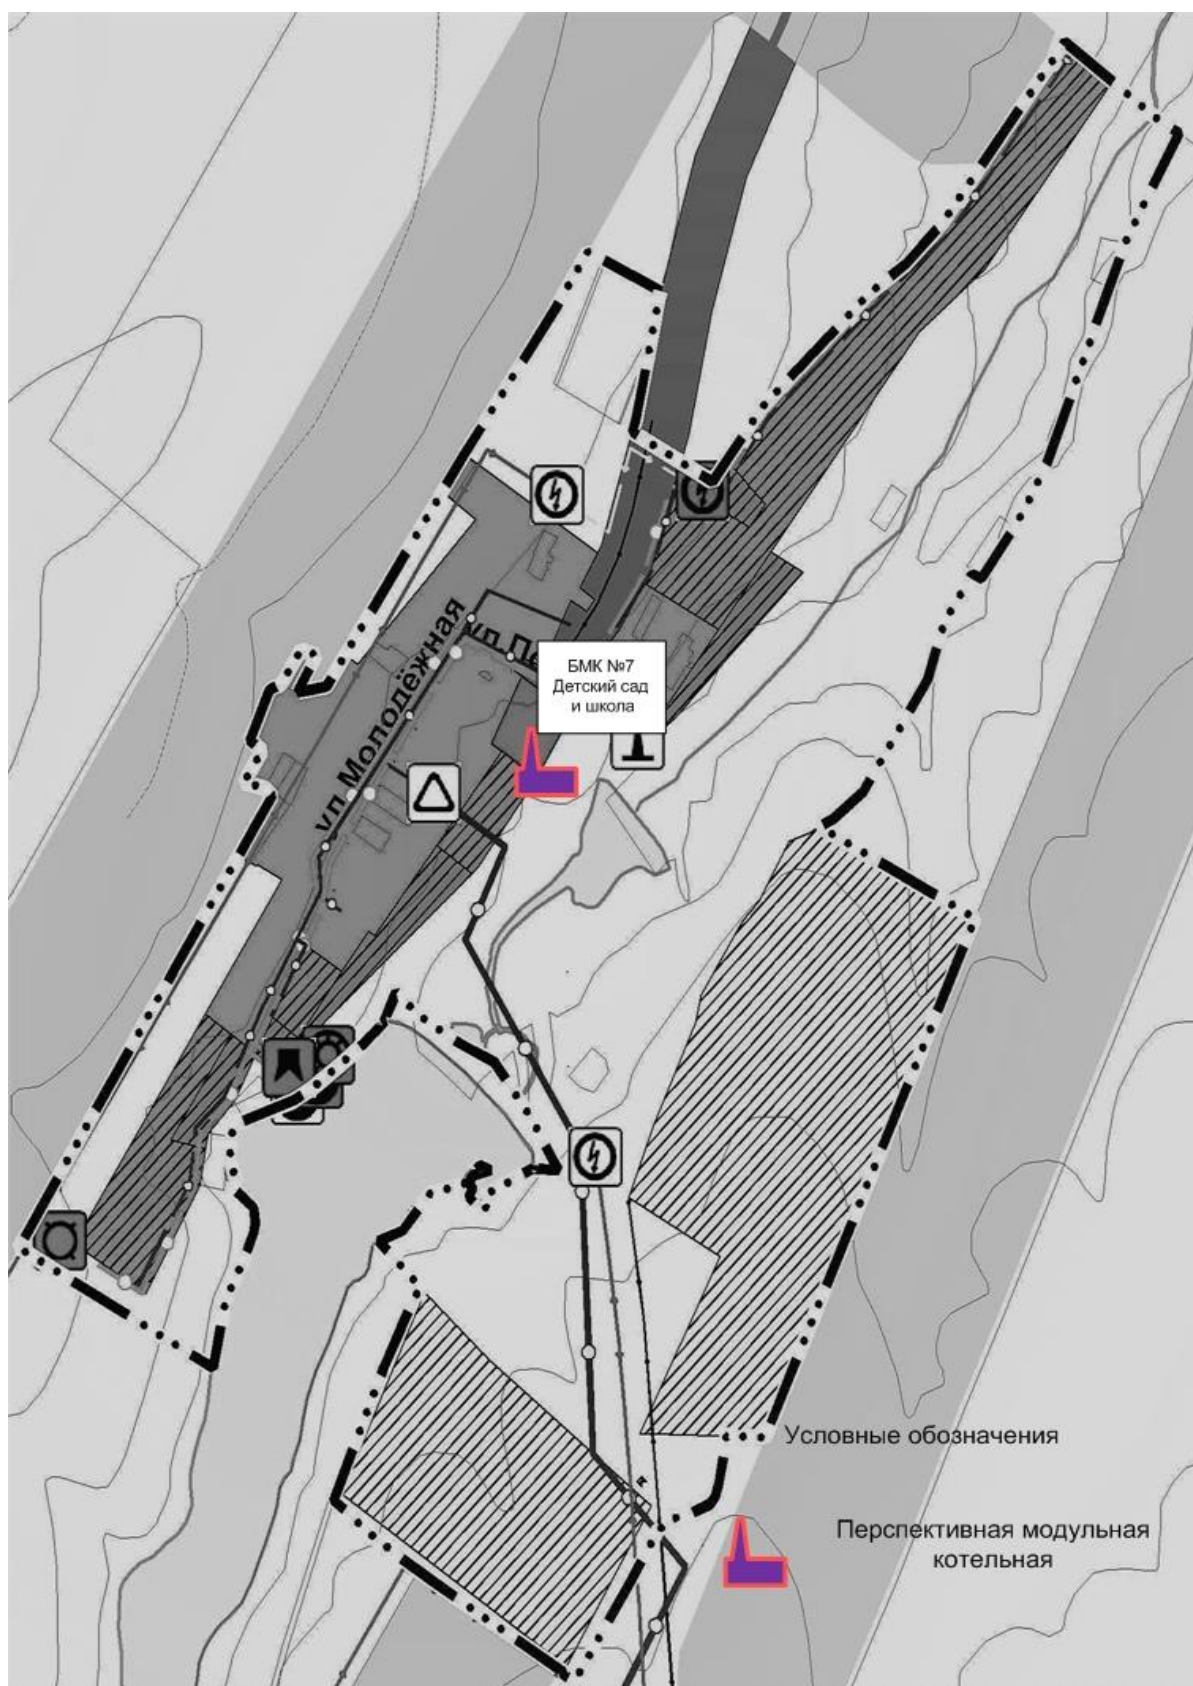 ул. Молодёжная
ул. Пе
БМК №7
Детский сад
и школа
Условные обозначения
Перспективная модульная
котельная